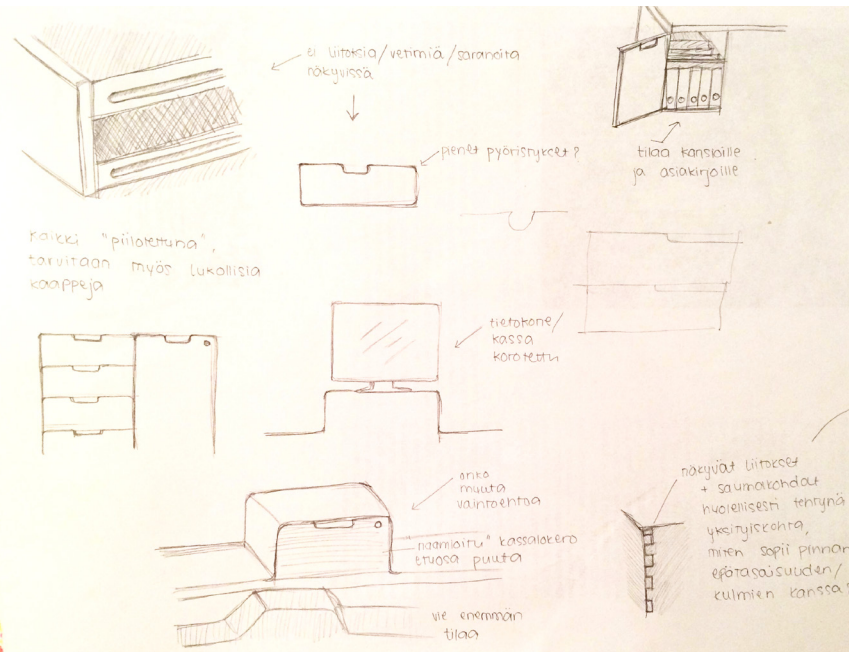 ei liitoksia/vetimiä/saranoita
näkyvissä
pienet pyöristykset?
tilaa kansioille
ja asiakirjoille
kaikki "piilotettuna",
tarvitaan myös lukollisia
kaappeja
tietokone/
kassa
korotettu
onko
muuta
vaihtoehtoa
"naamioitu" kassalokero
etuosa puuta
vie enemmän
tilaa
näkyvät liitokset
+ saumakohdat
huolellisesti tehtynä
yksityiskohta,
miten sopii pinnan
epätasaisuuden/
kulmien kanssa